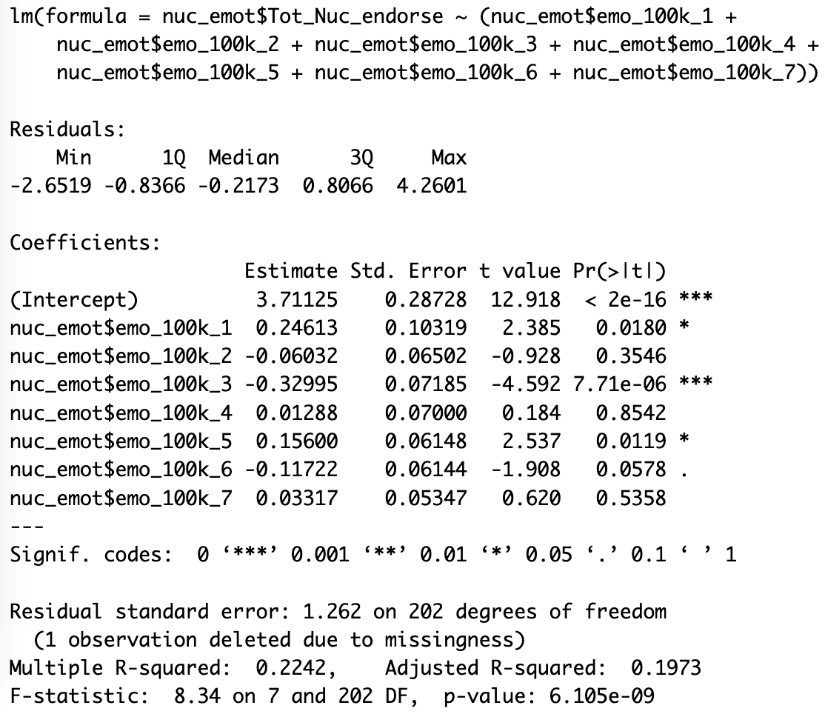 lm(formula = nuc_emot$Tot_Nuc_endorse ~ (nuc_emot$emo_100k_1 +
    nuc_emot$emo_100k_2 + nuc_emot$emo_100k_3 + nuc_emot$emo_100k_4 +
    nuc_emot$emo_100k_5 + nuc_emot$emo_100k_6 + nuc_emot$emo_100k_7))

Residuals:
    Min      1Q  Median      3Q     Max
-2.6519 -0.8366 -0.2173  0.8066  4.2601

Coefficients:
                    Estimate Std. Error t value Pr(>|t|)
(Intercept)          3.71125    0.28728  12.918  < 2e-16 ***
nuc_emot$emo_100k_1  0.24613    0.10319   2.385   0.0180 *
nuc_emot$emo_100k_2 -0.06032    0.06502  -0.928   0.3546
nuc_emot$emo_100k_3 -0.32995    0.07185  -4.592 7.71e-06 ***
nuc_emot$emo_100k_4  0.01288    0.07000   0.184   0.8542
nuc_emot$emo_100k_5  0.15600    0.06148   2.537   0.0119 *
nuc_emot$emo_100k_6 -0.11722    0.06144  -1.908   0.0578 .
nuc_emot$emo_100k_7  0.03317    0.05347   0.620   0.5358
---
Signif. codes:  0 ‘***’ 0.001 ‘**’ 0.01 ‘*’ 0.05 ‘.’ 0.1 ‘ ’ 1

Residual standard error: 1.262 on 202 degrees of freedom
  (1 observation deleted due to missingness)
Multiple R-squared:  0.2242,    Adjusted R-squared:  0.1973
F-statistic:  8.34 on 7 and 202 DF,  p-value: 6.105e-09